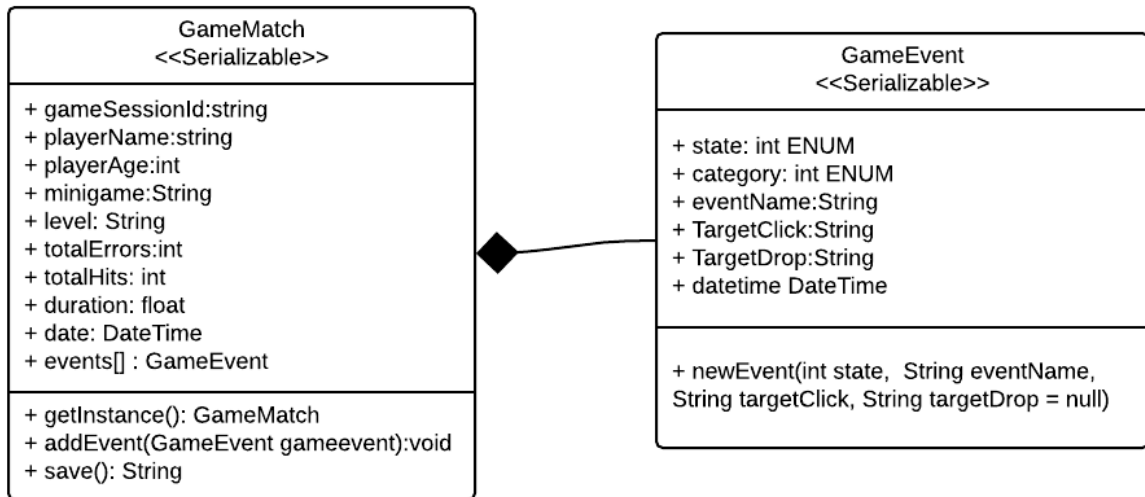 GameMatch
<<Serializable>>
+ gameSessionId:string
+ playerName:string
+ playerAge:int
+ minigame:String
+ level: String
+ totalErrors:int
+ totalHits: int
+ duration: float
+ date: DateTime
+ events[] : GameEvent
+ getInstance(): GameMatch
+ addEvent(GameEvent gameevent):void
+ save(): String
GameEvent
<<Serializable>>
+ state: int ENUM
+ category: int ENUM
+ eventName:String
+ TargetClick:String
+ TargetDrop:String
+ datetime DateTime
+ newEvent(int state, String eventName,
String targetClick, String targetDrop = null)